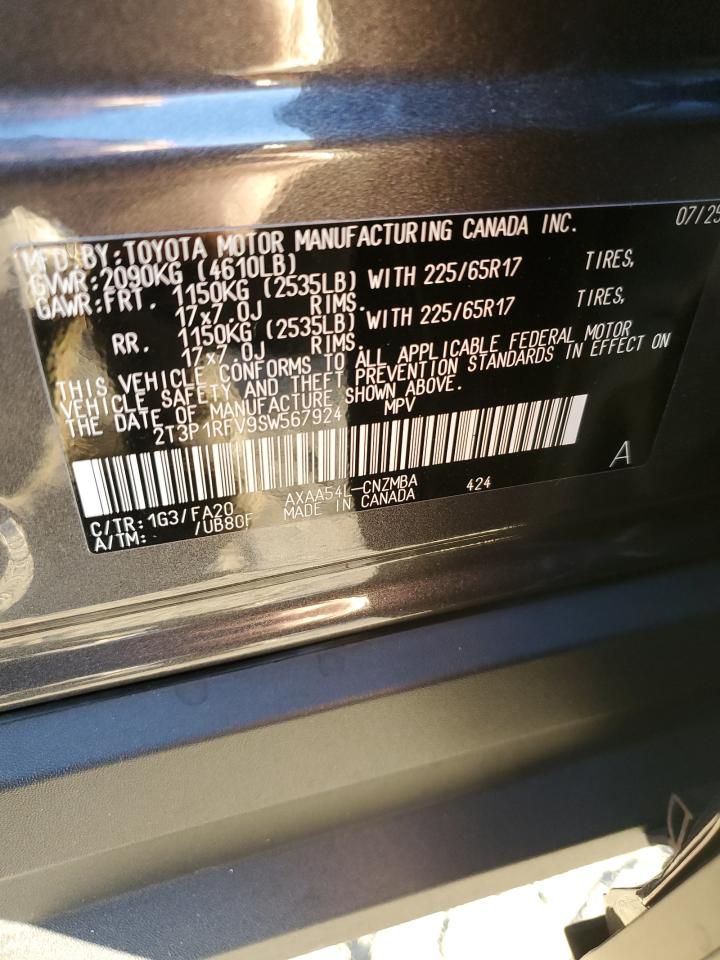 07/25
MFD BY: TOYOTA MOTOR MANUFACTURING CANADA INC.
GVWR: 2090KG (4610LB)
GAWR: FRT. 1150KG (2535LB) WITH 225/65R17 TIRES,
17x7.0J RIMS.
RR. 1150KG (2535LB) WITH 225/65R17 TIRES,
17x7.0J RIMS.
THIS VEHICLE CONFORMS TO ALL APPLICABLE FEDERAL MOTOR
VEHICLE SAFETY AND THEFT PREVENTION STANDARDS IN EFFECT ON
THE DATE OF MANUFACTURE SHOWN ABOVE.
2T3P1RFV9SW567924 MPV
A
C/TR: 1G3/FA20 AXAA54L-CNZMBA 424
A/TM: /UB80F MADE IN CANADA